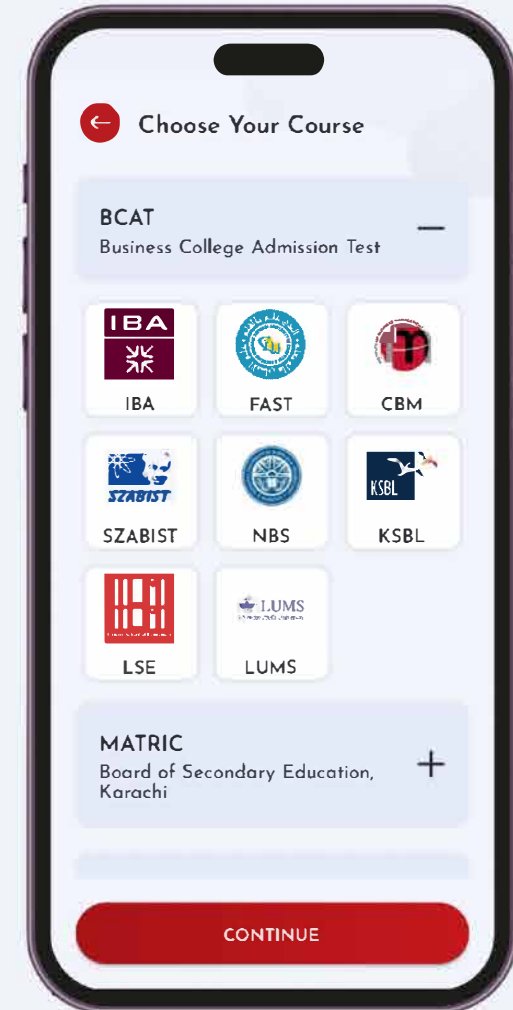 Choose Your Course
BCAT
Business College Admission Test
IBA
IBA
FAST
CBM
SZABIST
SZABIST
NBS
KSBL
KSBL
LSE
LUMS
LUMS
MATRIC
Board of Secondary Education,
Karachi
CONTINUE